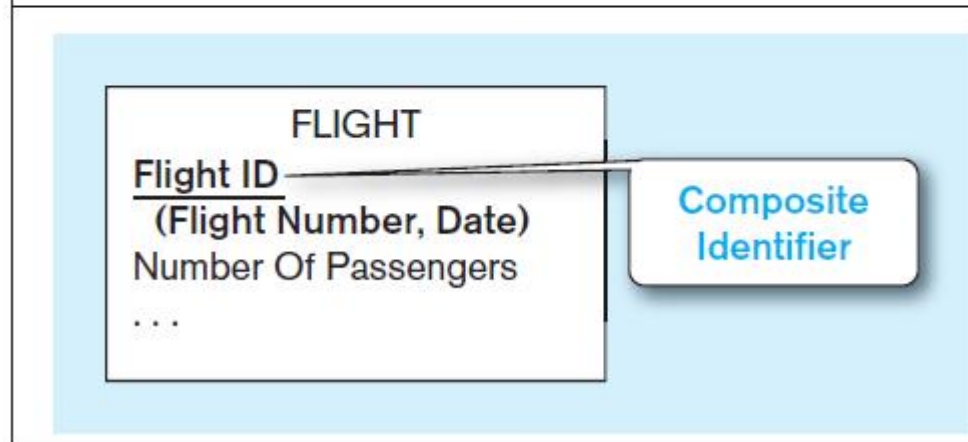 FLIGHT
Flight ID
(Flight Number, Date)
Number Of Passengers
. . .
Composite
Identifier